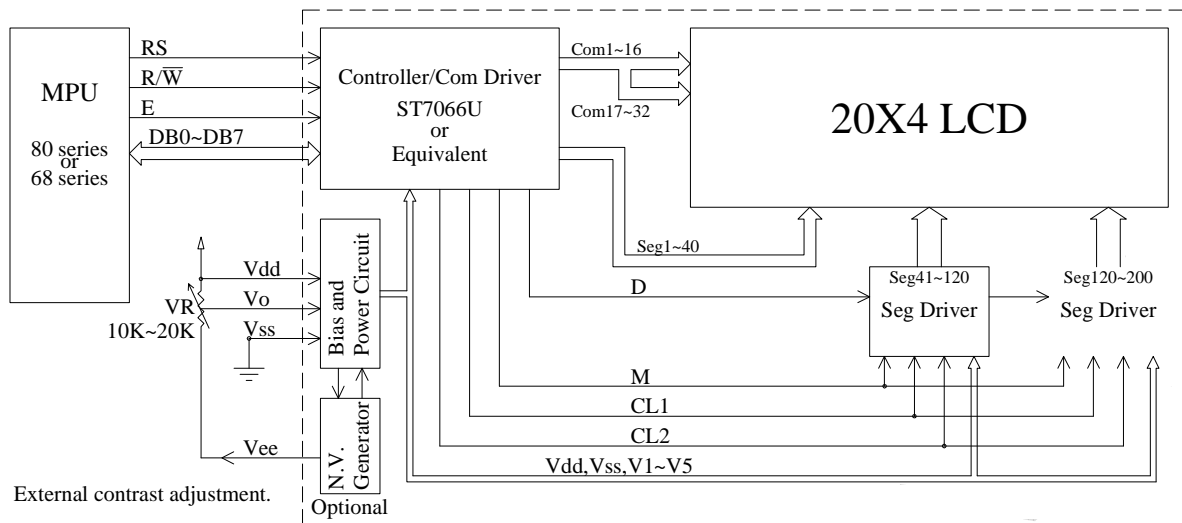 MPU
80 series
or
68 series
RS
R/W̅
E
DB0~DB7
Controller/Com Driver
ST7066U
or
Equivalent
Com1~16
Com17~32
20X4 LCD
Seg1~40
Seg41~120
Seg Driver
Seg120~200
Seg Driver
D
M
CL1
CL2
Vdd,Vss,V1~V5
Vdd
Vo
Vss
VR
10K~20K
Bias and
Power Circuit
N.V.
Generator
Vee
Optional
External contrast adjustment.